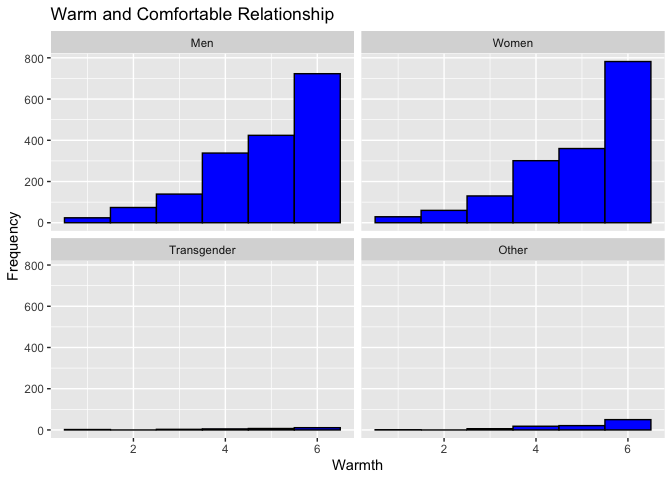 Warm and Comfortable Relationship
Men
Women
800
600
400
200
0
Transgender
Other
800
600
400
200
0
2
4
6
2
4
6
Frequency
Warmth